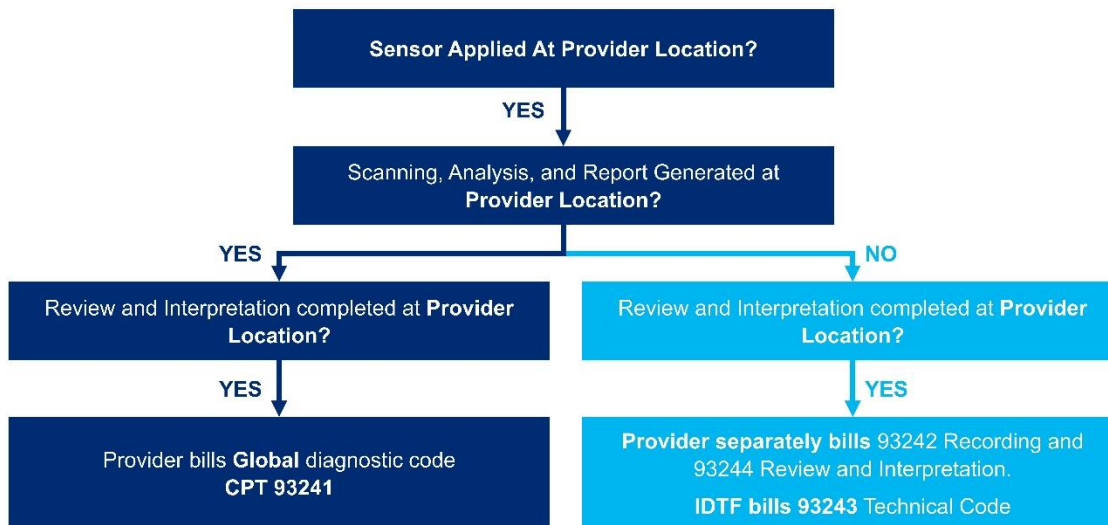 Sensor Applied At Provider Location?
YES
Scanning, Analysis, and Report Generated at
Provider Location?
YES
NO
Review and Interpretation completed at Provider
Location?
Review and Interpretation completed at Provider
Location?
YES
YES
Provider bills Global diagnostic code
CPT 93241
Provider separately bills 93242 Recording and
93244 Review and Interpretation.
IDTF bills 93243 Technical Code